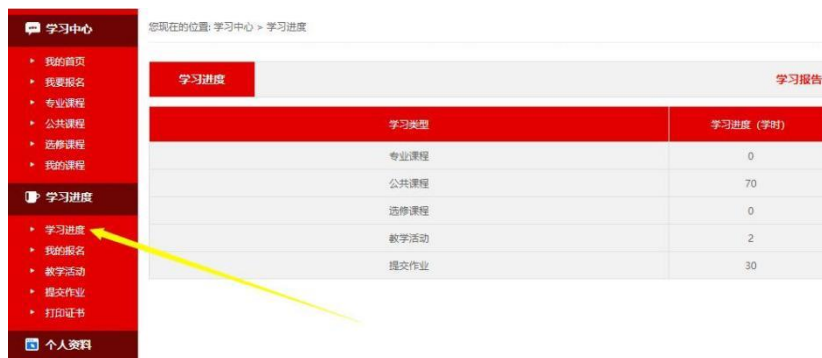 学习中心
我的首页
我要报名
专业课程
公共课程
选修课程
我的课程
学习进度
学习进度
我的报名
教学活动
提交作业
打印证书
个人资料
您现在的位置: 学习中心 > 学习进度
学习进度 学习报告
学习类型 学习进度 (学时)
专业课程 0
公共课程 70
选修课程 0
教学活动 2
提交作业 30